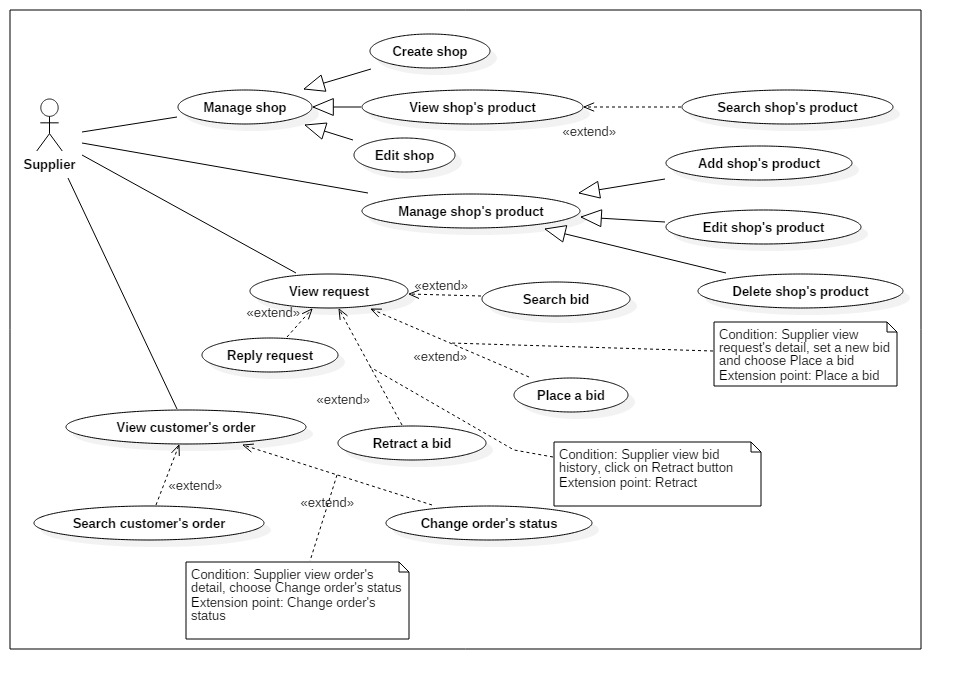 Create shop
Manage shop
View shop's product
Search shop's product
«extend»
Edit shop
Supplier
Add shop's product
Manage shop's product
Edit shop's product
View request
«extend»
Search bid
Delete shop's product
«extend»
Reply request
«extend»
Condition: Supplier view
request's detail, set a new bid
and choose Place a bid
Extension point: Place a bid
Place a bid
«extend»
View customer's order
Retract a bid
Condition: Supplier view bid
history, click on Retract button
Extension point: Retract
«extend»
«extend»
Search customer's order
Change order's status
Condition: Supplier view order's
detail, choose Change order's status
Extension point: Change order's
status